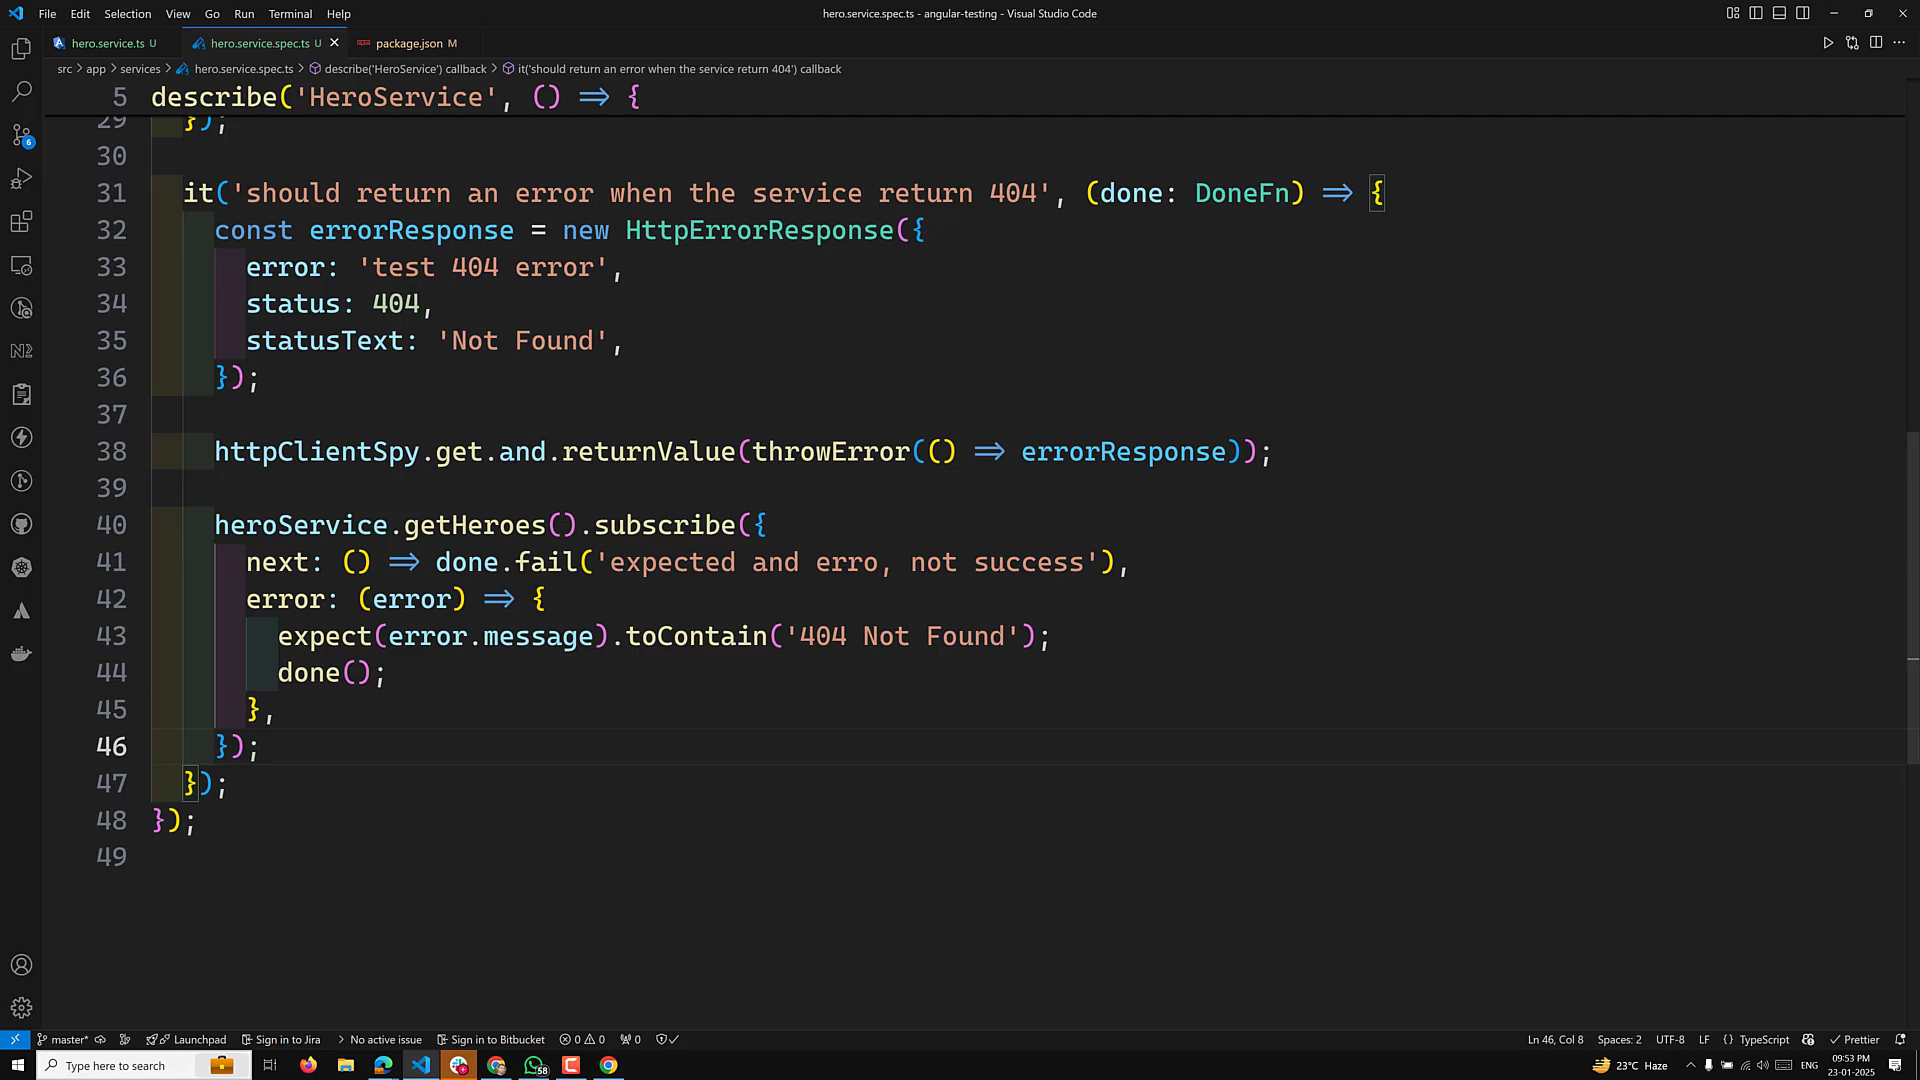 File Edit Selection View Go Run Terminal Help
hero.service.spec.ts - angular-testing - Visual Studio Code
hero.service.ts U
hero.service.spec.ts U
package.json M
src > app > services > hero.service.spec.ts > describe('HeroService') callback > it('should return an error when the service return 404') callback
5 describe('HeroService', () => {
29 });
30
31 it('should return an error when the service return 404', (done: DoneFn) => {
32 const errorResponse = new HttpErrorResponse({
33 error: 'test 404 error',
34 status: 404,
35 statusText: 'Not Found',
36 });
37
38 httpClientSpy.get.and.returnValue(throwError(() => errorResponse));
39
40 heroService.getHeroes().subscribe({
41 next: () => done.fail('expected and erro, not success'),
42 error: (error) => {
43 expect(error.message).toContain('404 Not Found');
44 done();
45 },
46 });
47 });
48 });
49
6
N2
master* Launchpad Sign in to Jira No active issue Sign in to Bitbucket 0 0 0 Ln 46, Col 8 Spaces: 2 UTF-8 LF {} TypeScript Prettier
Type here to search
58
23°C Haze
ENG
09:53 PM
23-01-2025